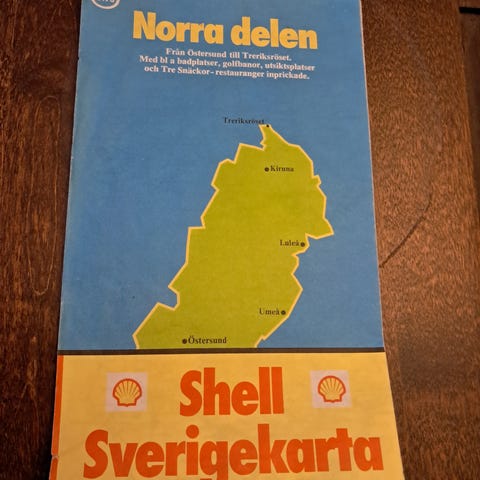 Norra delen
Från Östersund till Treriksröset.
Med bl a badplatser, golfbanor, utsiktsplatser
och Tre Snäckor-restauranger inprickade.
Treriksröset
Kiruna
Luleå
Umeå
Östersund
Shell
Sverigekarta